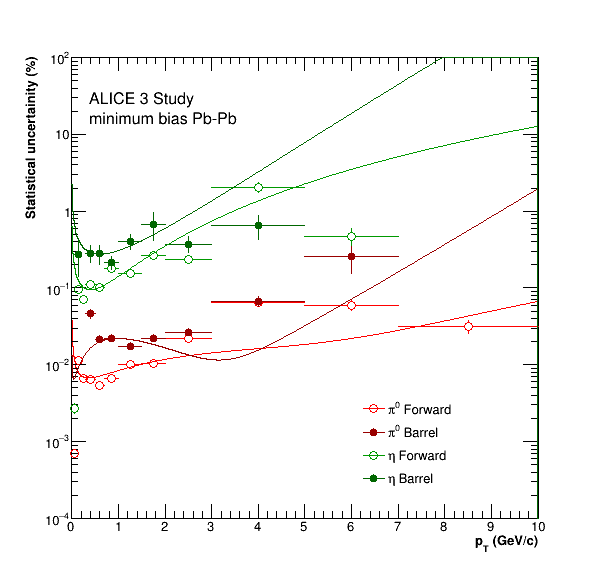 Statistical uncertainity (%)
10²
10
1
10⁻¹
10⁻²
10⁻³
10⁻⁴
ALICE 3 Study
minimum bias Pb-Pb
π⁰ Forward
π⁰ Barrel
η Forward
η Barrel
0 1 2 3 4 5 6 7 8 9 10
p_T (GeV/c)